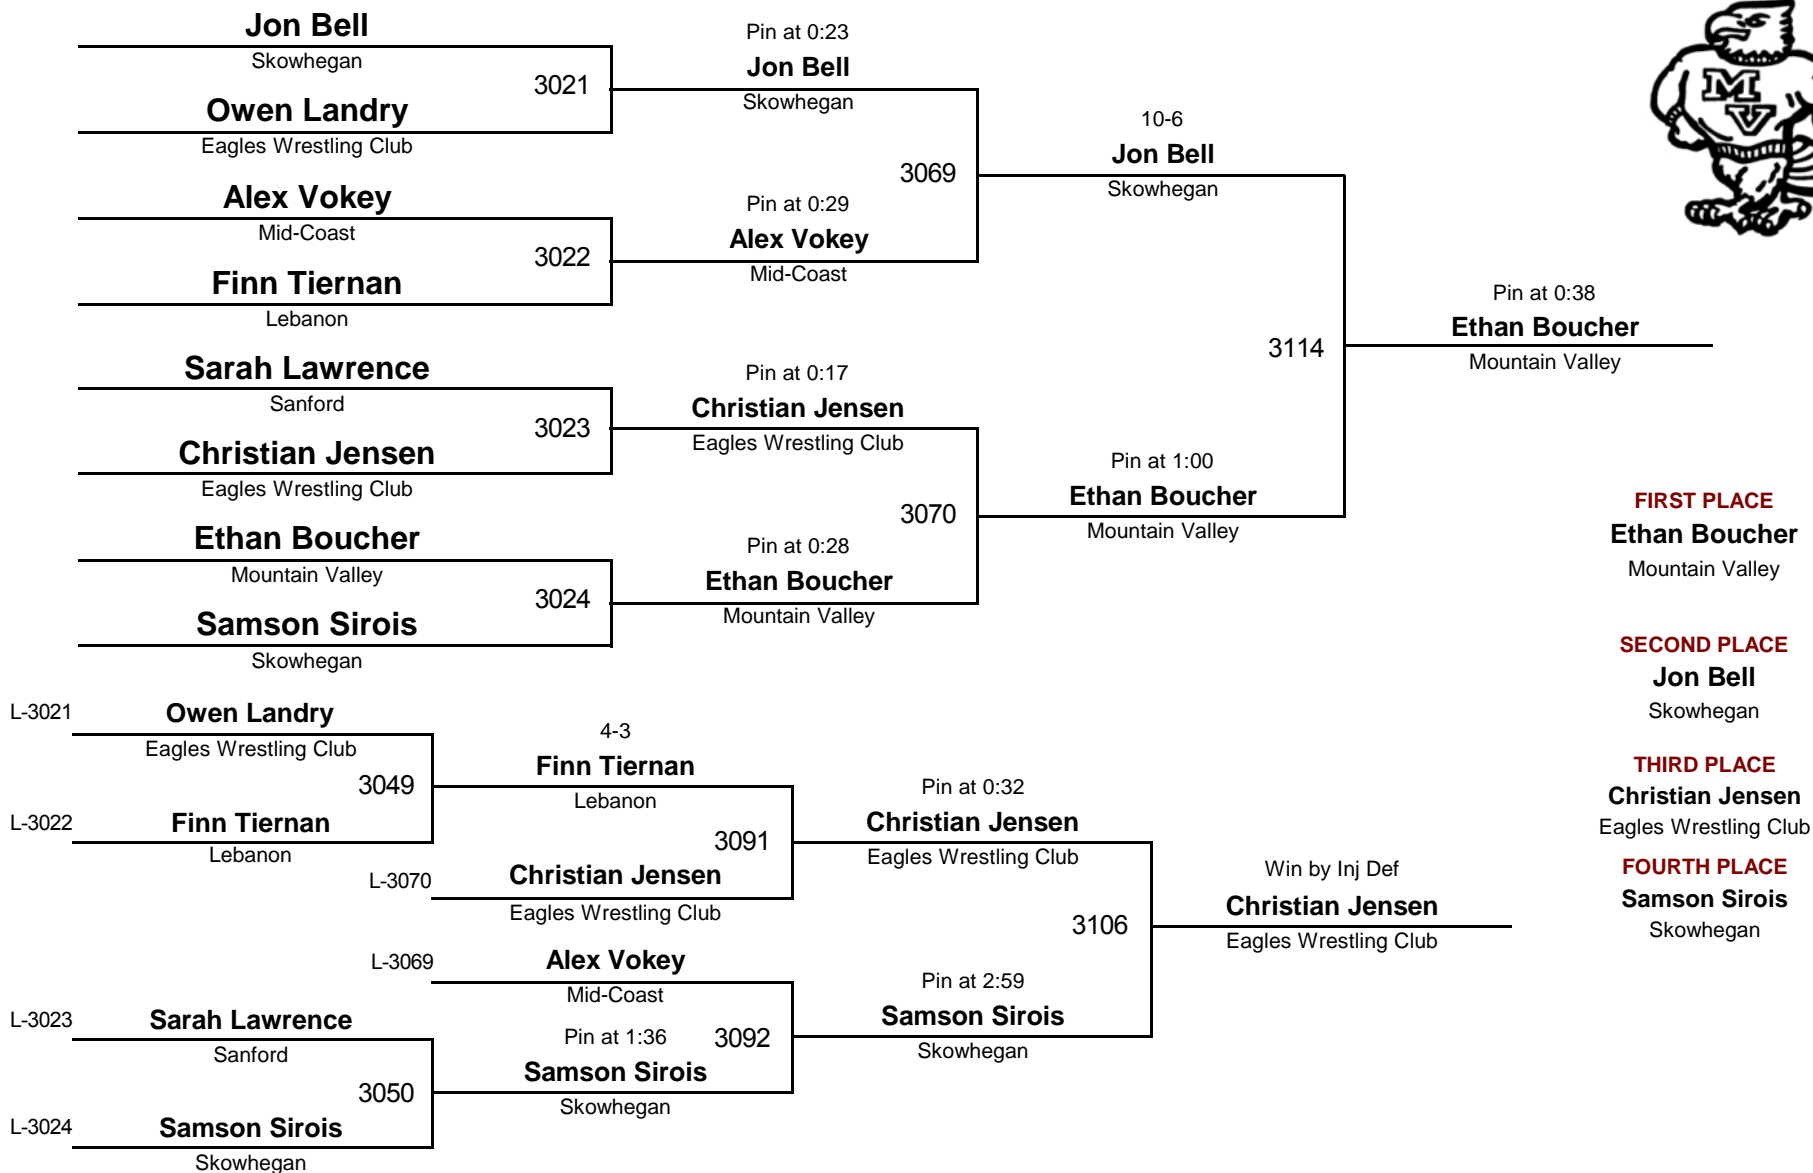 Jon Bell
Skowhegan
3021
Owen Landry
Eagles Wrestling Club
Pin at 0:23
Jon Bell
Skowhegan
Alex Vokey
Mid-Coast
3022
Finn Tiernan
Lebanon
Pin at 0:29
Alex Vokey
Mid-Coast
3069
10-6
Jon Bell
Skowhegan
Sarah Lawrence
Sanford
3023
Christian Jensen
Eagles Wrestling Club
Pin at 0:17
Christian Jensen
Eagles Wrestling Club
Ethan Boucher
Mountain Valley
3024
Samson Sirois
Skowhegan
Pin at 0:28
Ethan Boucher
Mountain Valley
3070
Pin at 1:00
Ethan Boucher
Mountain Valley
3114
Pin at 0:38
Ethan Boucher
Mountain Valley
MV
FIRST PLACE
Ethan Boucher
Mountain Valley
SECOND PLACE
Jon Bell
Skowhegan
THIRD PLACE
Christian Jensen
Eagles Wrestling Club
FOURTH PLACE
Samson Sirois
Skowhegan
L-3021
Owen Landry
Eagles Wrestling Club
3049
L-3022
Finn Tiernan
Lebanon
4-3
Finn Tiernan
Lebanon
3091
L-3070
Christian Jensen
Eagles Wrestling Club
Pin at 0:32
Christian Jensen
Eagles Wrestling Club
L-3069
Alex Vokey
Mid-Coast
3092
L-3023
Sarah Lawrence
Sanford
3050
L-3024
Samson Sirois
Skowhegan
Pin at 1:36
Samson Sirois
Skowhegan
Pin at 2:59
Samson Sirois
Skowhegan
3106
Win by Inj Def
Christian Jensen
Eagles Wrestling Club